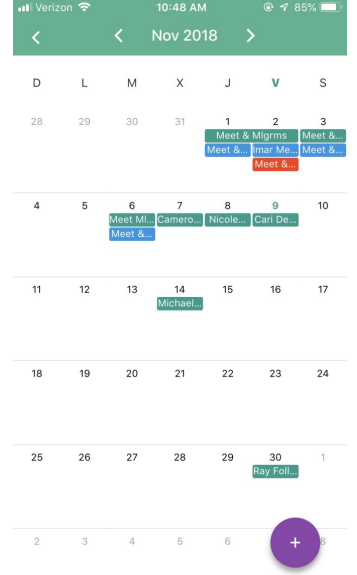 Verizon 10:48 AM 85%
Nov 2018
D L M X J V S
28 29 30 31 1 2 3
Meet & MIgrms Meet &...
Meet &... Imar Me... Meet &...
Meet &...
4 5 6 7 8 9 10
Meet MI... Camero... Nicole... Cari De...
Meet &...
11 12 13 14 15 16 17
Michael...
18 19 20 21 22 23 24
25 26 27 28 29 30 1
Ray Foll...
2 3 4 5 6 8
+